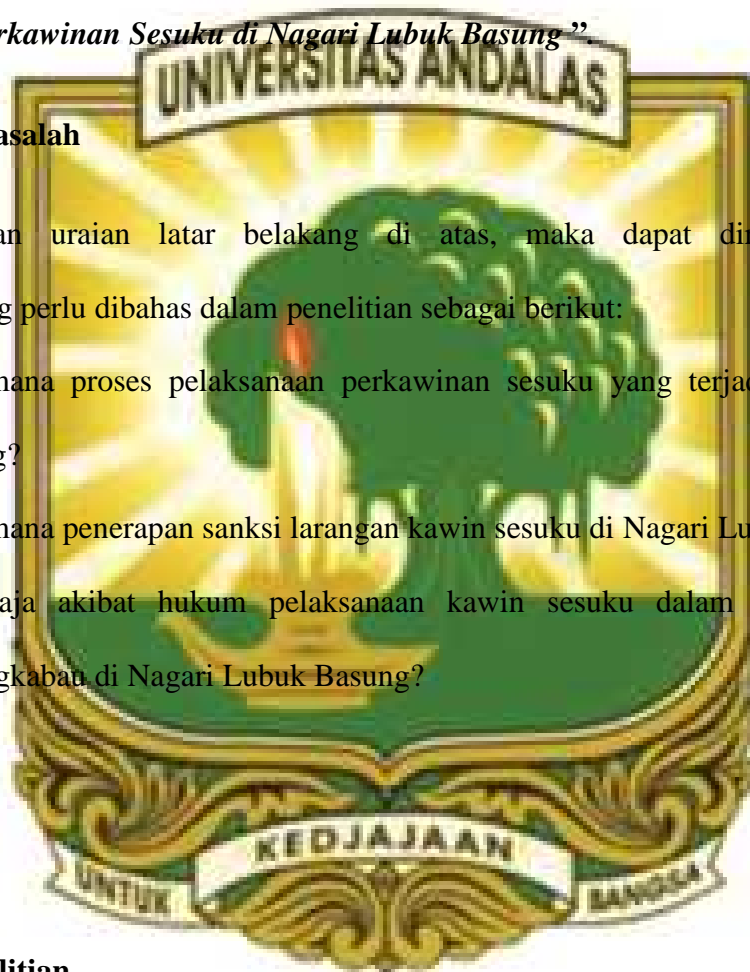 rkawinan Sesuku di Nagari Lubuk Basung ”.
UNIVERSITAS ANDALAS
asalah
an uraian latar belakang di atas, maka dapat dir
g perlu dibahas dalam penelitian sebagai berikut:
nana proses pelaksanaan perkawinan sesuku yang terjad
g?
nana penerapan sanksi larangan kawin sesuku di Nagari Lu
aja akibat hukum pelaksanaan kawin sesuku dalam
gkabau di Nagari Lubuk Basung?
KEDJAJAAN
UNTUK BANGSA
elitian